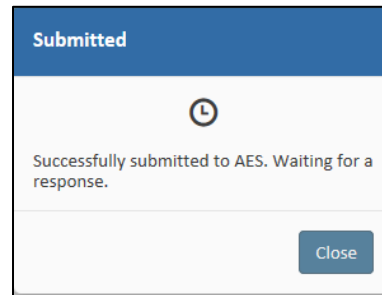 Submitted
Successfully submitted to AES. Waiting for a
response.
Close